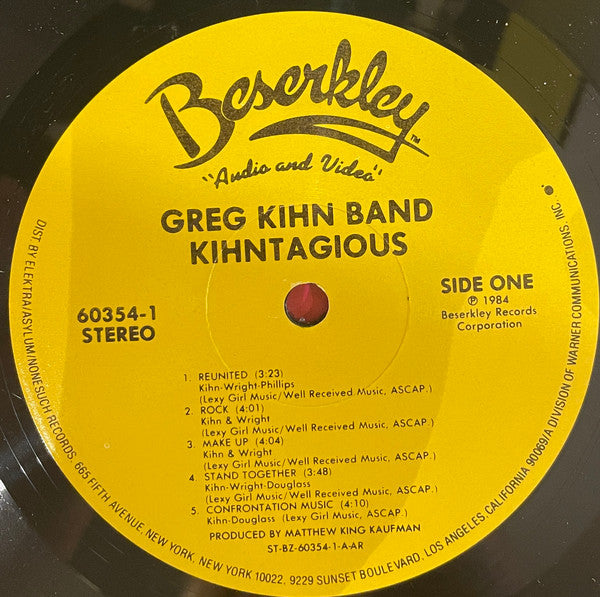 Beserkley™
"Audio and Video"
GREG KIHN BAND
KIHNTAGIOUS
60354-1
STEREO
SIDE ONE
℗ 1984
Beserkley Records
Corporation
1. REUNITED (3:23)
Kihn-Wright-Phillips
(Lexy Girl Music/Well Received Music, ASCAP.)
2. ROCK (4:01)
Kihn & Wright
(Lexy Girl Music/Well Received Music, ASCAP.)
3. MAKE UP (4:04)
Kihn & Wright
(Lexy Girl Music/Well Received Music, ASCAP.)
4. STAND TOGETHER (3:48)
Kihn-Wright-Douglass
(Lexy Girl Music/Well Received Music, ASCAP.)
5. CONFRONTATION MUSIC (4:10)
Kihn-Douglass (Lexy Girl Music, ASCAP.)
PRODUCED BY MATTHEW KING KAUFMAN
ST-BZ-60354-1-A-AR
DIST. BY ELEKTRA/ASYLUM/NONESUCH RECORDS, 665 FIFTH AVENUE, NEW YORK, NEW YORK 10022, 9229 SUNSET BOULEVARD, LOS ANGELES, CALIFORNIA 90069/A DIVISION OF WARNER COMMUNICATIONS, INC.